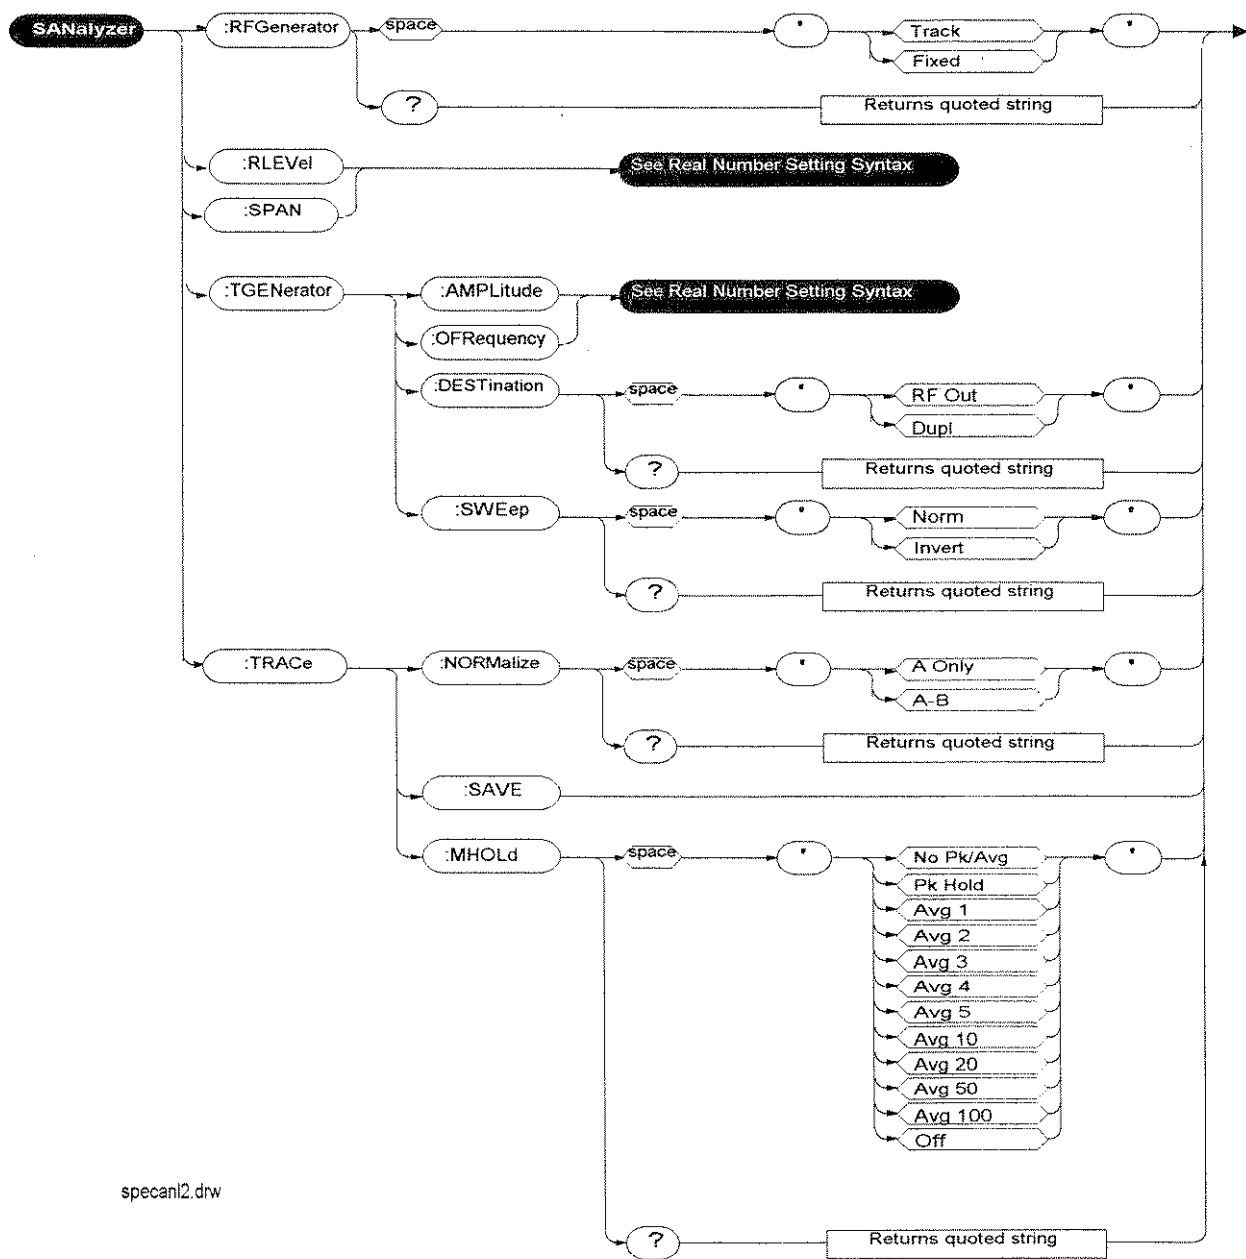 SANalyzer :RFGenerator space " Track "
Fixed
? Returns quoted string
:RLEVel See Real Number Setting Syntax
:SPAN
:TGENerator :AMPLitude See Real Number Setting Syntax
:OFRequency
:DESTination space " RF Out "
Dupl
? Returns quoted string
:SWEep space " Norm "
Invert
? Returns quoted string
:TRACe :NORMalize space " A Only "
A-B
? Returns quoted string
:SAVE
:MHOLd space " No Pk/Avg "
Pk Hold
Avg 1
Avg 2
Avg 3
Avg 4
Avg 5
Avg 10
Avg 20
Avg 50
Avg 100
Off
specanl2.drw
? Returns quoted string